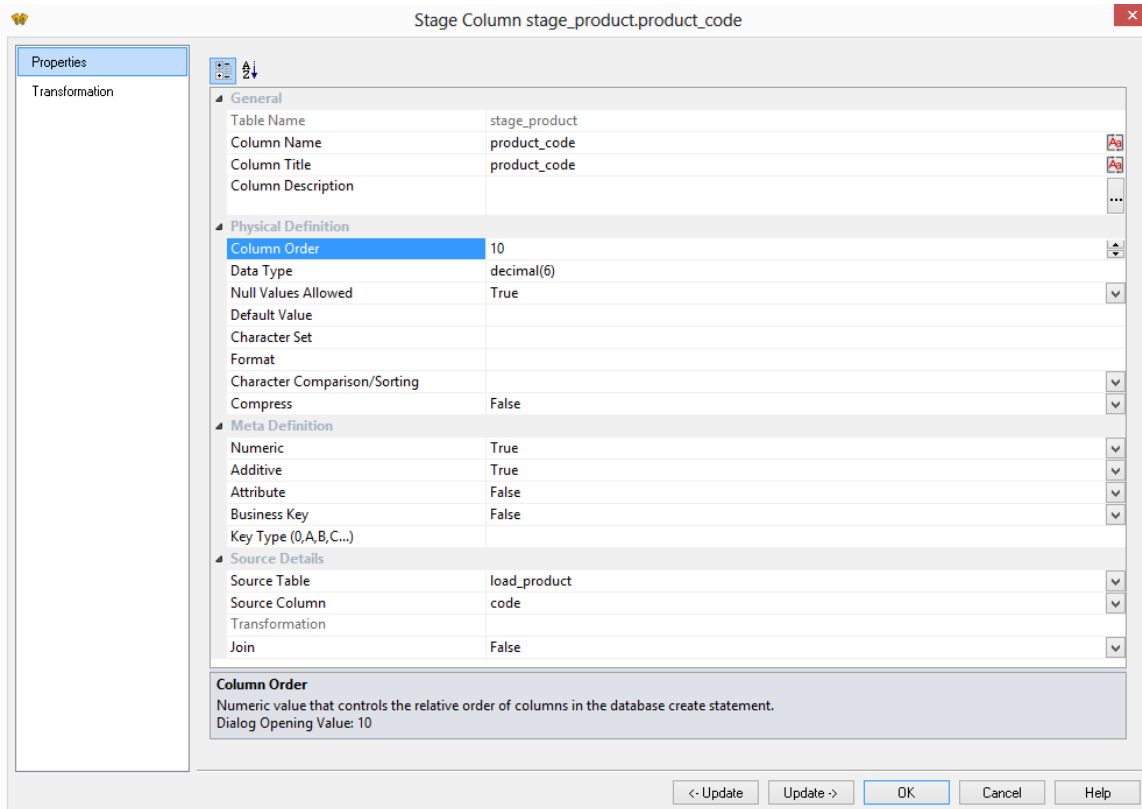 Stage Column stage_product.product_code
Properties
Transformation
General
Table Name stage_product
Column Name product_code
Column Title product_code
Column Description
...
Physical Definition
Column Order 10
Data Type decimal(6)
Null Values Allowed True
Default Value
Character Set
Format
Character Comparison/Sorting
Compress False
Meta Definition
Numeric True
Additive True
Attribute False
Business Key False
Key Type (0,A,B,C...)
Source Details
Source Table load_product
Source Column code
Transformation
Join False
Column Order
Numeric value that controls the relative order of columns in the database create statement.
Dialog Opening Value: 10
<- Update Update -> OK Cancel Help